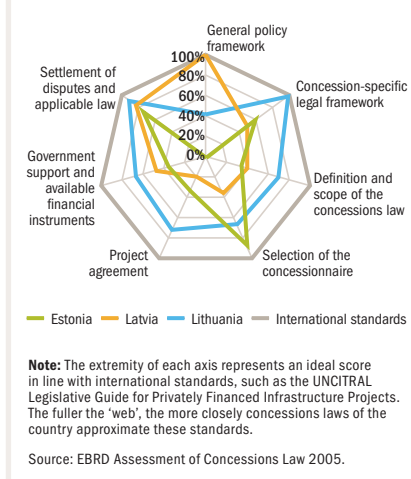 General policy
framework
100%
80%
60%
40%
20%
0%
Settlement of
disputes and
applicable law
Concession-specific
legal framework
Government
support and
available
financial
instruments
Definition and
scope of the
concessions law
Project
agreement
Selection of the
concessionnaire
Estonia Latvia Lithuania International standards
Note: The extremity of each axis represents an ideal score
in line with international standards, such as the UNCITRAL
Legislative Guide for Privately Financed Infrastructure Projects.
The fuller the ‘web’, the more closely concessions laws of the
country approximate these standards.
Source: EBRD Assessment of Concessions Law 2005.